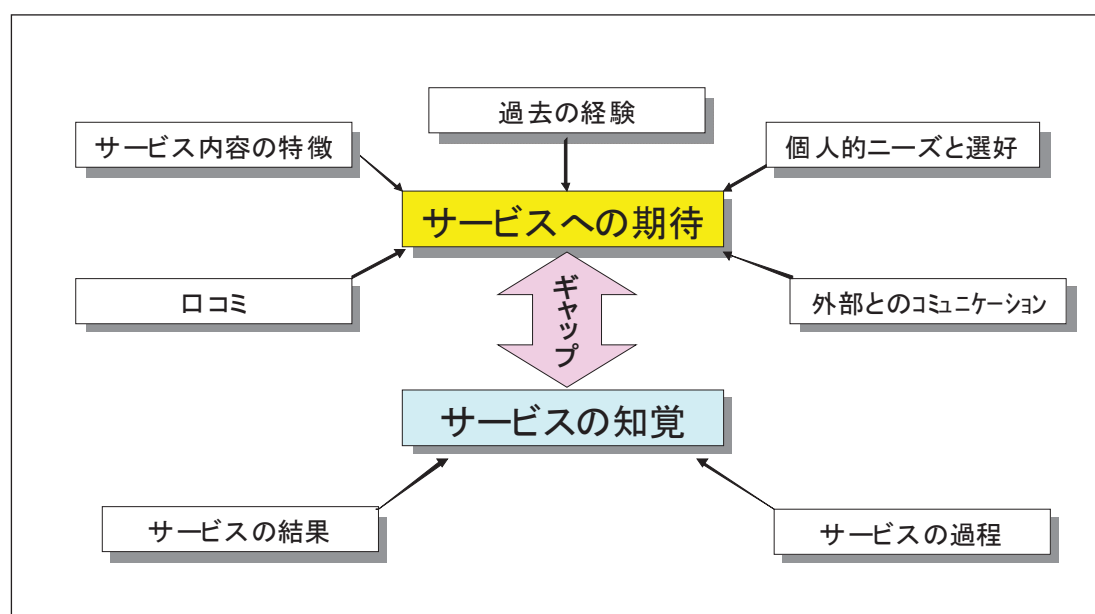 過去の経験
サービス内容の特徴
個人的ニーズと選好
サービスへの期待
口コミ
外部とのコミュニケーション
ギャップ
サービスの知覚
サービスの結果
サービスの過程